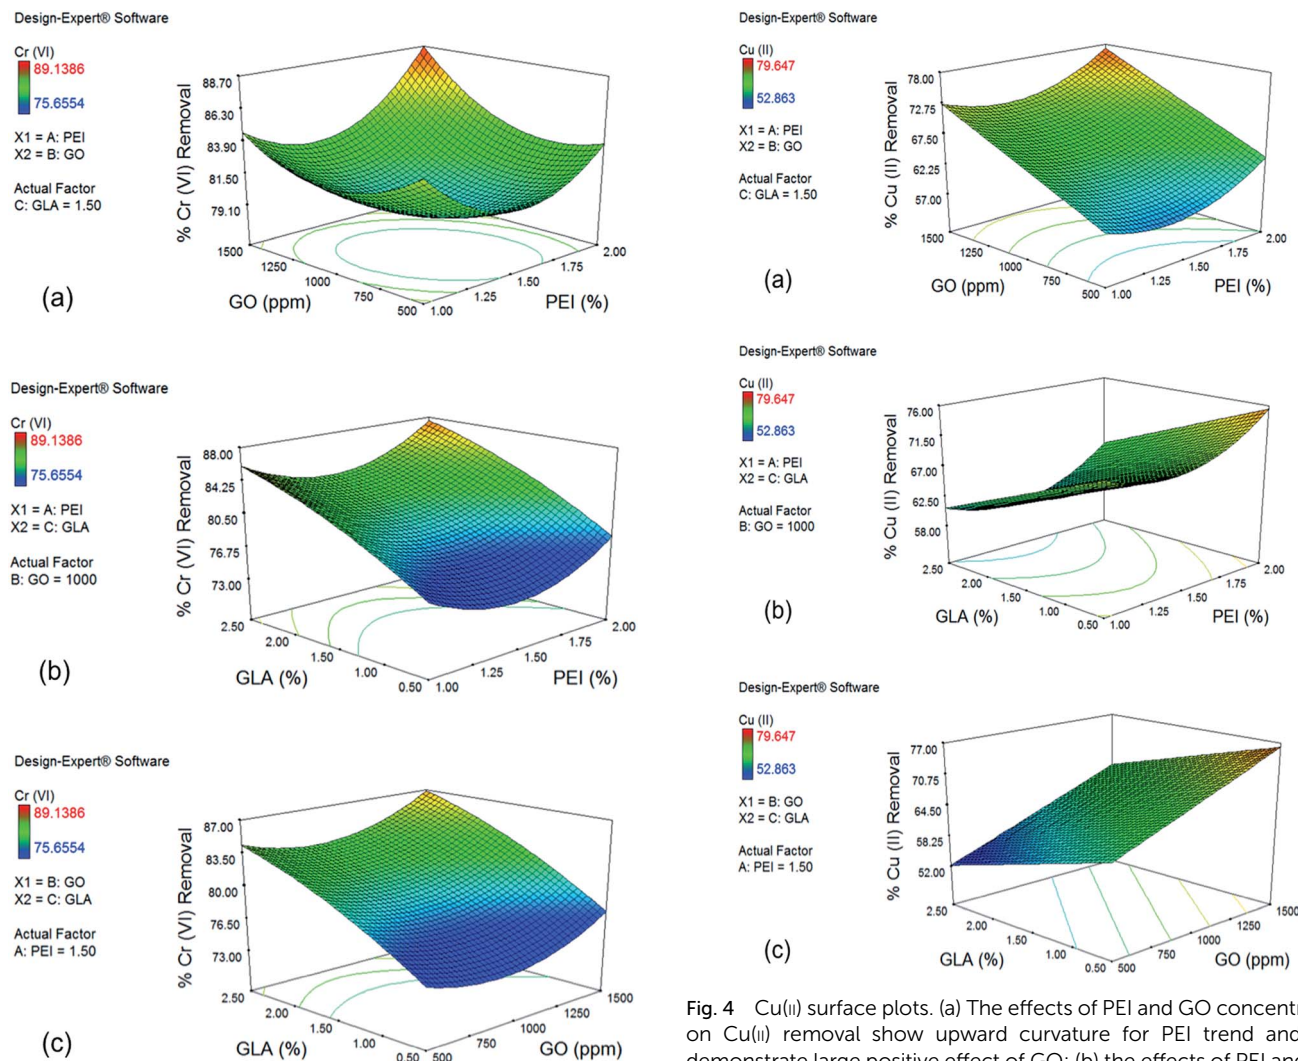 Design-Expert® Software
Cr (VI)
89.1386
75.6554
X1 = A: PEI
X2 = B: GO
Actual Factor
C: GLA = 1.50
% Cr (VI) Removal
88.70
86.30
83.90
81.50
79.10
1500
1250
1000
750
500
GO (ppm)
1.00
1.25
1.50
1.75
2.00
PEI (%)
(a)
Design-Expert® Software
Cr (VI)
89.1386
75.6554
X1 = A: PEI
X2 = C: GLA
Actual Factor
B: GO = 1000
% Cr (VI) Removal
88.00
84.25
80.50
76.75
73.00
2.50
2.00
1.50
1.00
0.50
GLA (%)
1.00
1.25
1.50
1.75
2.00
PEI (%)
(b)
Design-Expert® Software
Cr (VI)
89.1386
75.6554
X1 = B: GO
X2 = C: GLA
Actual Factor
A: PEI = 1.50
% Cr (VI) Removal
87.00
83.50
80.00
76.50
73.00
2.50
2.00
1.50
1.00
0.50
GLA (%)
500
750
1000
1250
1500
GO (ppm)
(c)
Design-Expert® Software
Cu (II)
79.647
52.863
X1 = A: PEI
X2 = B: GO
Actual Factor
C: GLA = 1.50
% Cu (II) Removal
78.00
72.75
67.50
62.25
57.00
1500
1250
1000
750
500
GO (ppm)
1.00
1.25
1.50
1.75
2.00
PEI (%)
(a)
Design-Expert® Software
Cu (II)
79.647
52.863
X1 = A: PEI
X2 = C: GLA
Actual Factor
B: GO = 1000
% Cu (II) Removal
76.00
71.50
67.00
62.50
58.00
2.50
2.00
1.50
1.00
0.50
GLA (%)
1.00
1.25
1.50
1.75
2.00
PEI (%)
(b)
Design-Expert® Software
Cu (II)
79.647
52.863
X1 = B: GO
X2 = C: GLA
Actual Factor
A: PEI = 1.50
% Cu (II) Removal
77.00
70.75
64.50
58.25
52.00
2.50
2.00
1.50
1.00
0.50
GLA (%)
500
750
1000
1250
1500
GO (ppm)
(c)
Fig. 4 Cu(II) surface plots. (a) The effects of PEI and GO concentr
on Cu(II) removal show upward curvature for PEI trend and
demonstrate large positive effect of GO; (b) the effects of PEI and